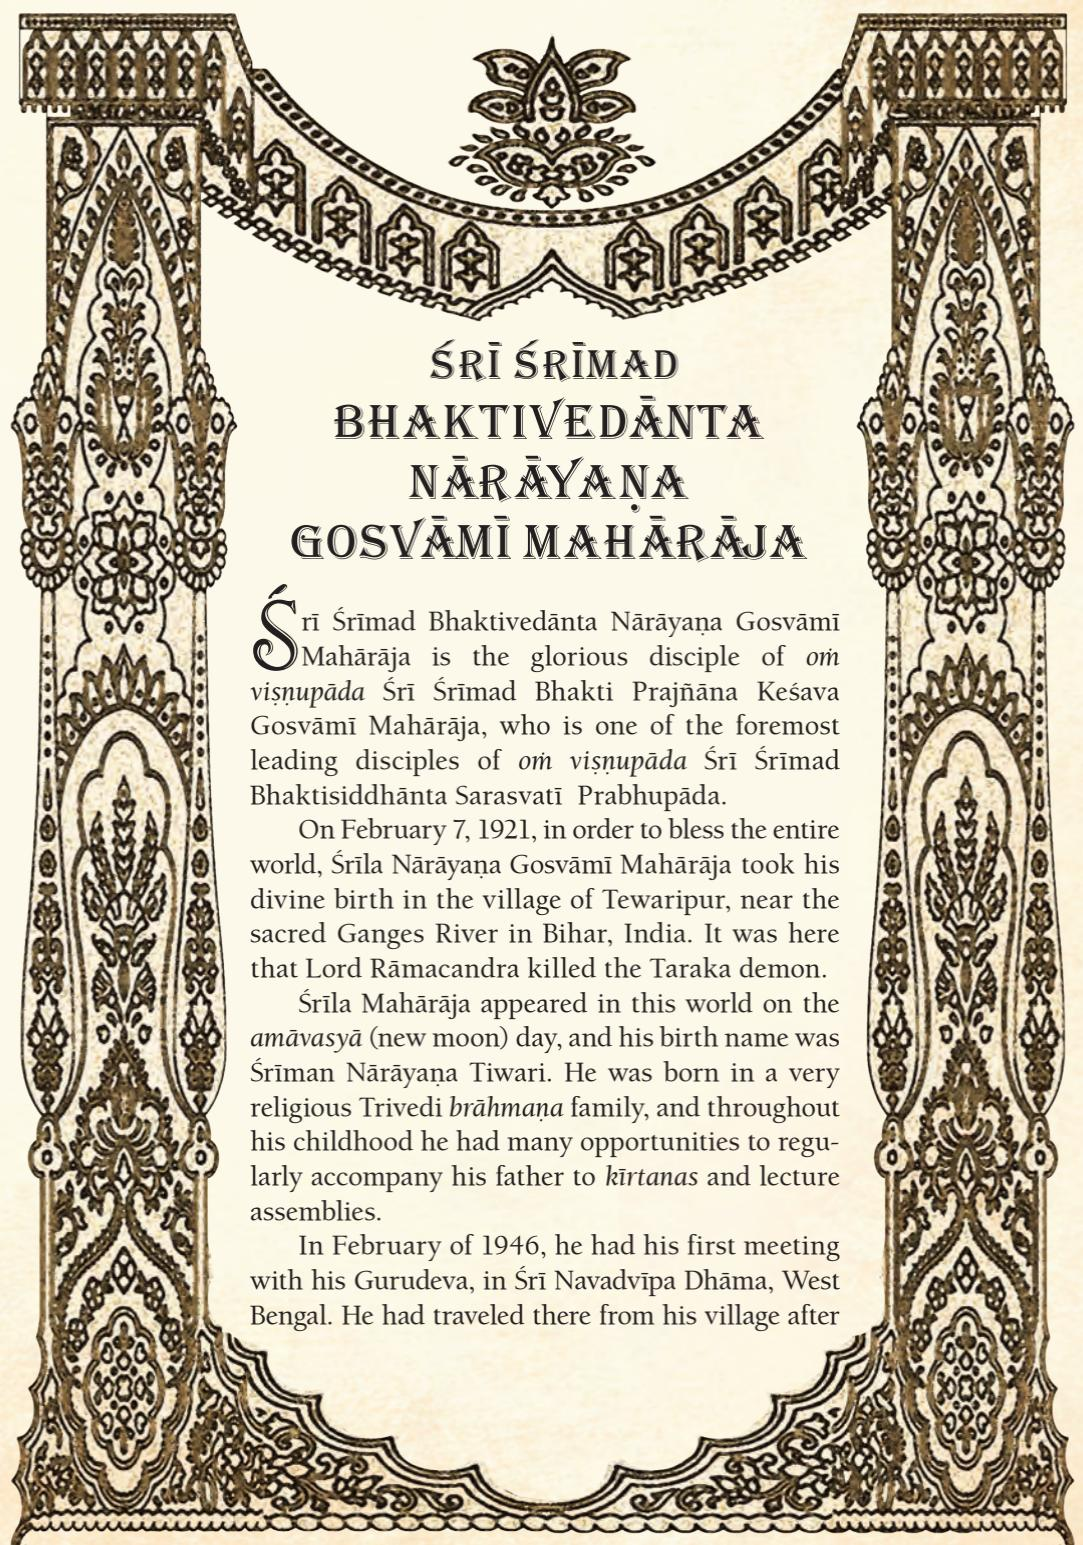 ŚRĪ ŚRĪMAD
BHAKTIVEDĀNTA
NĀRĀYAṆA
GOSVĀMĪ MAHĀRĀJA
Śrī Śrīmad Bhaktivedānta Nārāyaṇa Gosvāmī
Mahārāja is the glorious disciple of oṁ
viṣṇupāda Śrī Śrīmad Bhakti Prajñāna Keśava
Gosvāmī Mahārāja, who is one of the foremost
leading disciples of oṁ viṣṇupāda Śrī Śrīmad
Bhaktisiddhānta Sarasvatī Prabhupāda.
On February 7, 1921, in order to bless the entire
world, Śrīla Nārāyaṇa Gosvāmī Mahārāja took his
divine birth in the village of Tewaripur, near the
sacred Ganges River in Bihar, India. It was here
that Lord Rāmacandra killed the Taraka demon.
Śrīla Mahārāja appeared in this world on the
amāvasyā (new moon) day, and his birth name was
Śrīman Nārāyaṇa Tiwari. He was born in a very
religious Trivedi brāhmaṇa family, and throughout
his childhood he had many opportunities to regu-
larly accompany his father to kīrtanas and lecture
assemblies.
In February of 1946, he had his first meeting
with his Gurudeva, in Śrī Navadvīpa Dhāma, West
Bengal. He had traveled there from his village after